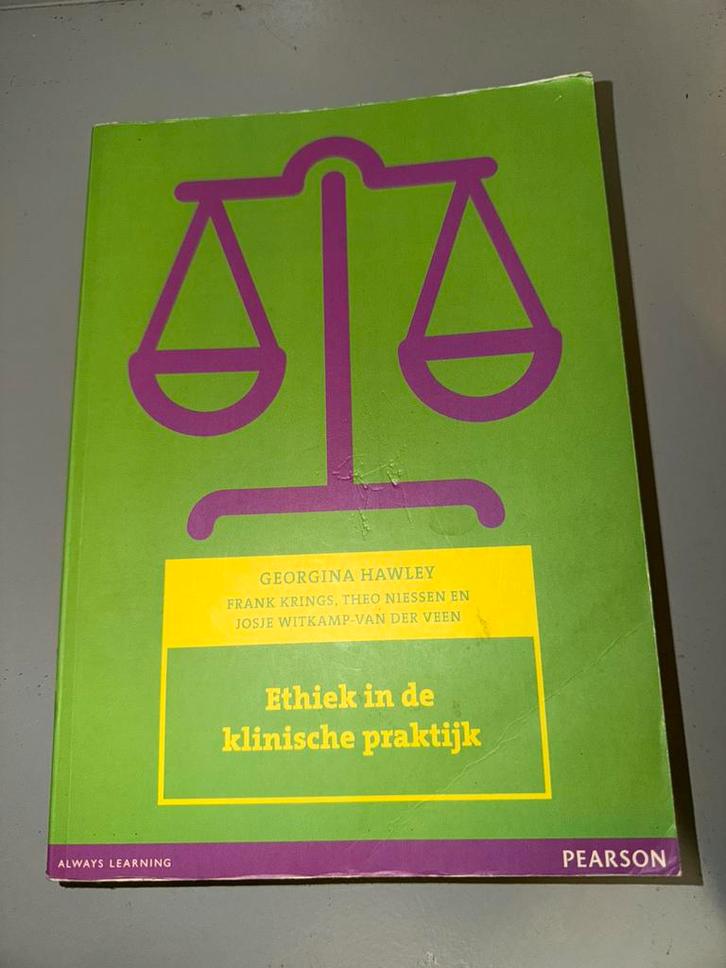 GEORGINA HAWLEY
FRANK KRINGS, THEO NIESSEN EN
JOSJE WITKAMP-VAN DER VEEN
Ethiek in de
klinische praktijk
ALWAYS LEARNING
PEARSON